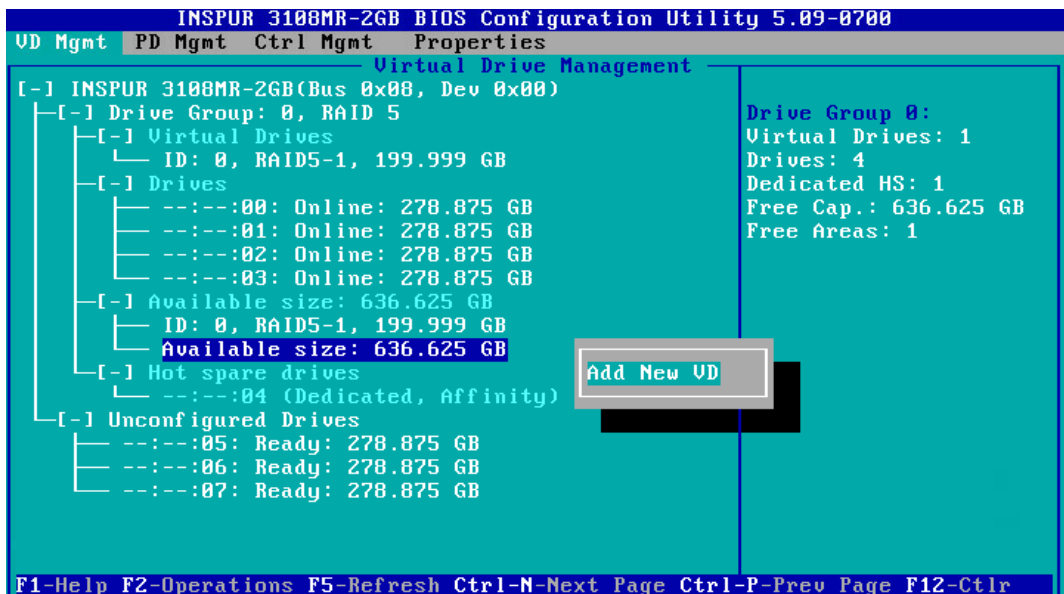 INSPUR 3108MR-2GB BIOS Configuration Utility 5.09-0700
VD Mgmt PD Mgmt Ctrl Mgmt Properties
Virtual Drive Management
[-] INSPUR 3108MR-2GB(Bus 0x08, Dev 0x00)
[-] Drive Group: 0, RAID 5
[-] Virtual Drives
ID: 0, RAID5-1, 199.999 GB
[-] Drives
--:--:00: Online: 278.875 GB
--:--:01: Online: 278.875 GB
--:--:02: Online: 278.875 GB
--:--:03: Online: 278.875 GB
[-] Available size: 636.625 GB
ID: 0, RAID5-1, 199.999 GB
Available size: 636.625 GB
[-] Hot spare drives
--:--:04 (Dedicated, Affinity)
[-] Unconfigured Drives
--:--:05: Ready: 278.875 GB
--:--:06: Ready: 278.875 GB
--:--:07: Ready: 278.875 GB
Add New VD
Drive Group 0:
Virtual Drives: 1
Drives: 4
Dedicated HS: 1
Free Cap.: 636.625 GB
Free Areas: 1
F1-Help F2-Operations F5-Refresh Ctrl-N-Next Page Ctrl-P-Prev Page F12-Ctlr